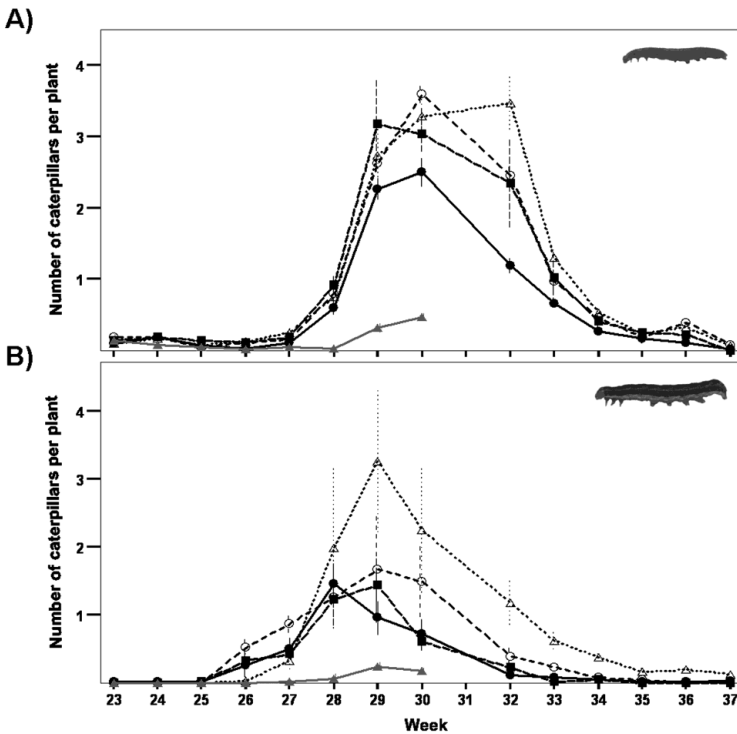 A)
Number of caterpillars per plant
4
3
2
1
B)
Number of caterpillars per plant
4
3
2
1
23 24 25 26 27 28 29 30 31 32 33 34 35 36 37
Week